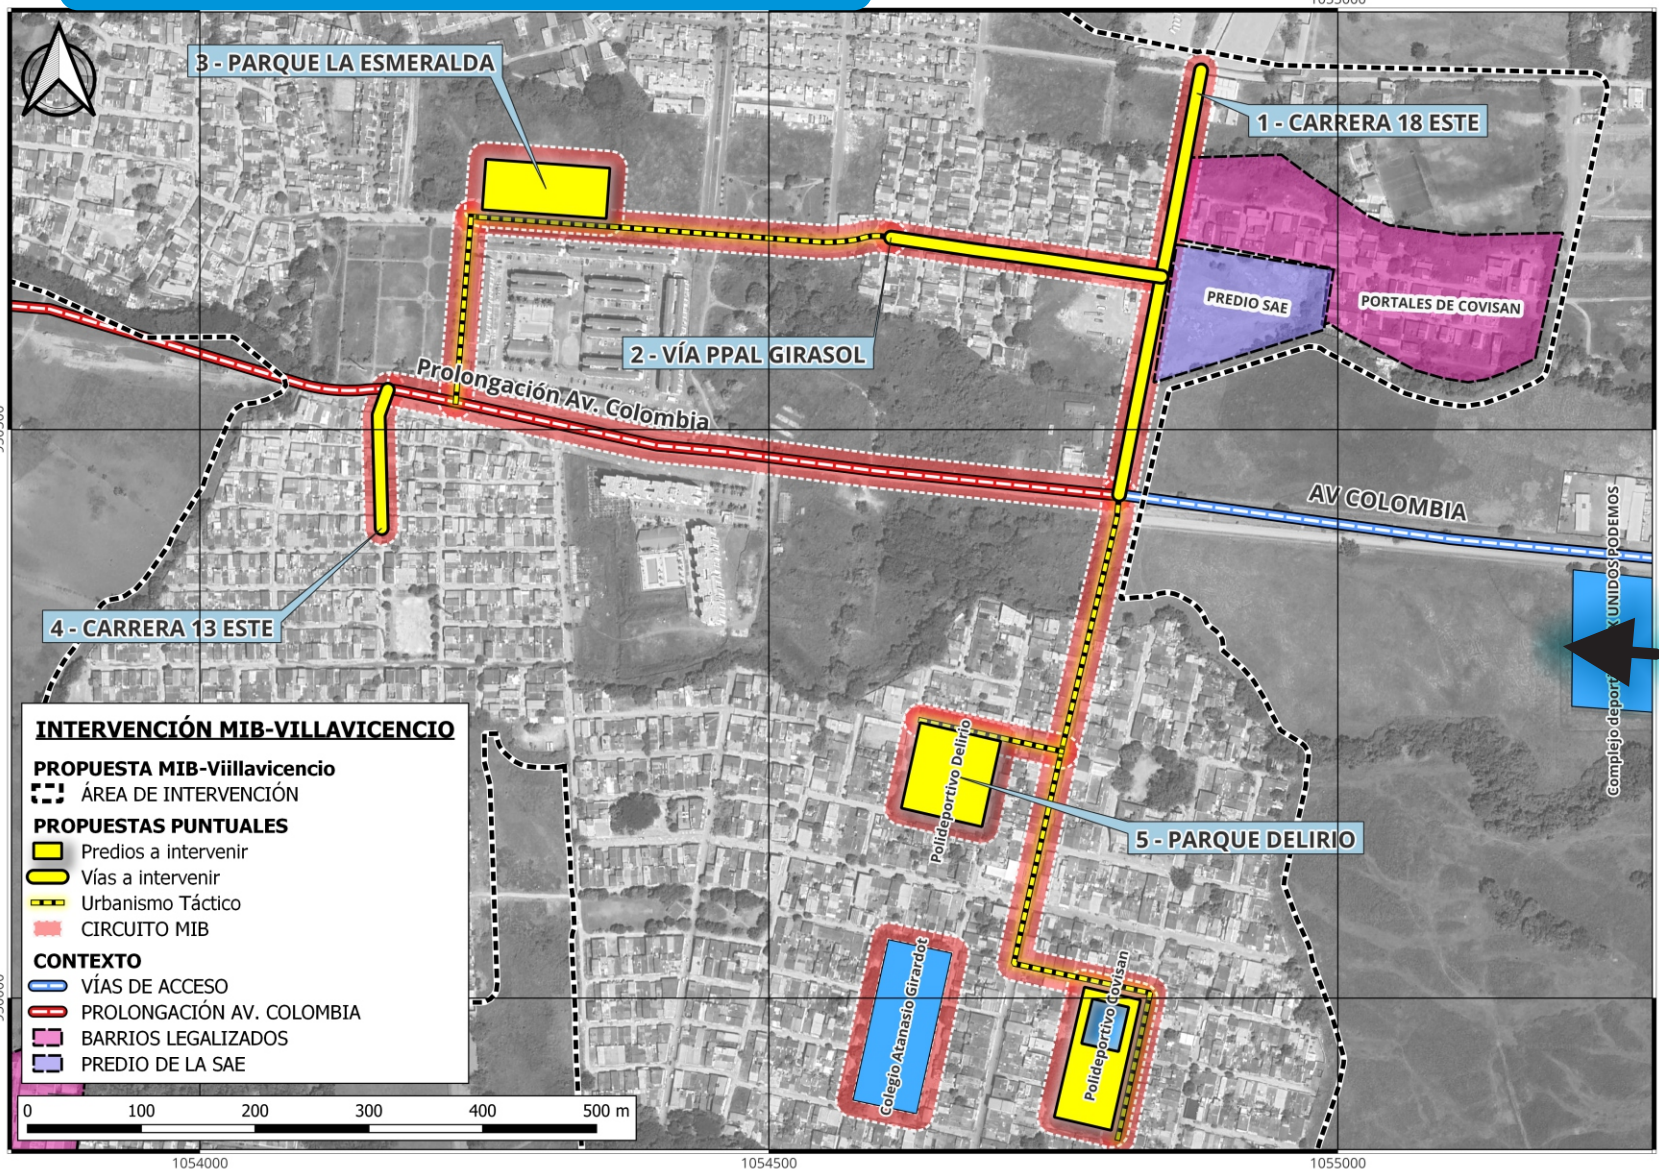 1055000
3 - PARQUE LA ESMERALDA
1 - CARRERA 18 ESTE
PREDIO SAE
PORTALES DE COVISAN
2 - VÍA PPAL GIRASOL
Prolongación Av. Colombia
AV COLOMBIA
Complejo deport UNIDOS PODEMOS
4 - CARRERA 13 ESTE
Polideportivo Delirio
5 - PARQUE DELIRIO
Colegio Atanasio Girardot
Polideportivo Covisan
INTERVENCIÓN MIB-VILLAVICENCIO
PROPUESTA MIB-Viillavicencio
ÁREA DE INTERVENCIÓN
PROPUESTAS PUNTUALES
Predios a intervenir
Vías a intervenir
Urbanismo Táctico
CIRCUITO MIB
CONTEXTO
VÍAS DE ACCESO
PROLONGACIÓN AV. COLOMBIA
BARRIOS LEGALIZADOS
PREDIO DE LA SAE
0 100 200 300 400 500 m
1054000 1054500 1055000